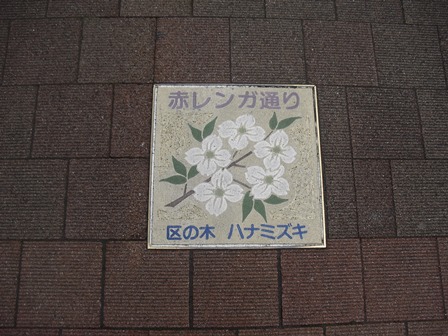 赤レンガ通り
区の木 ハナミズキ